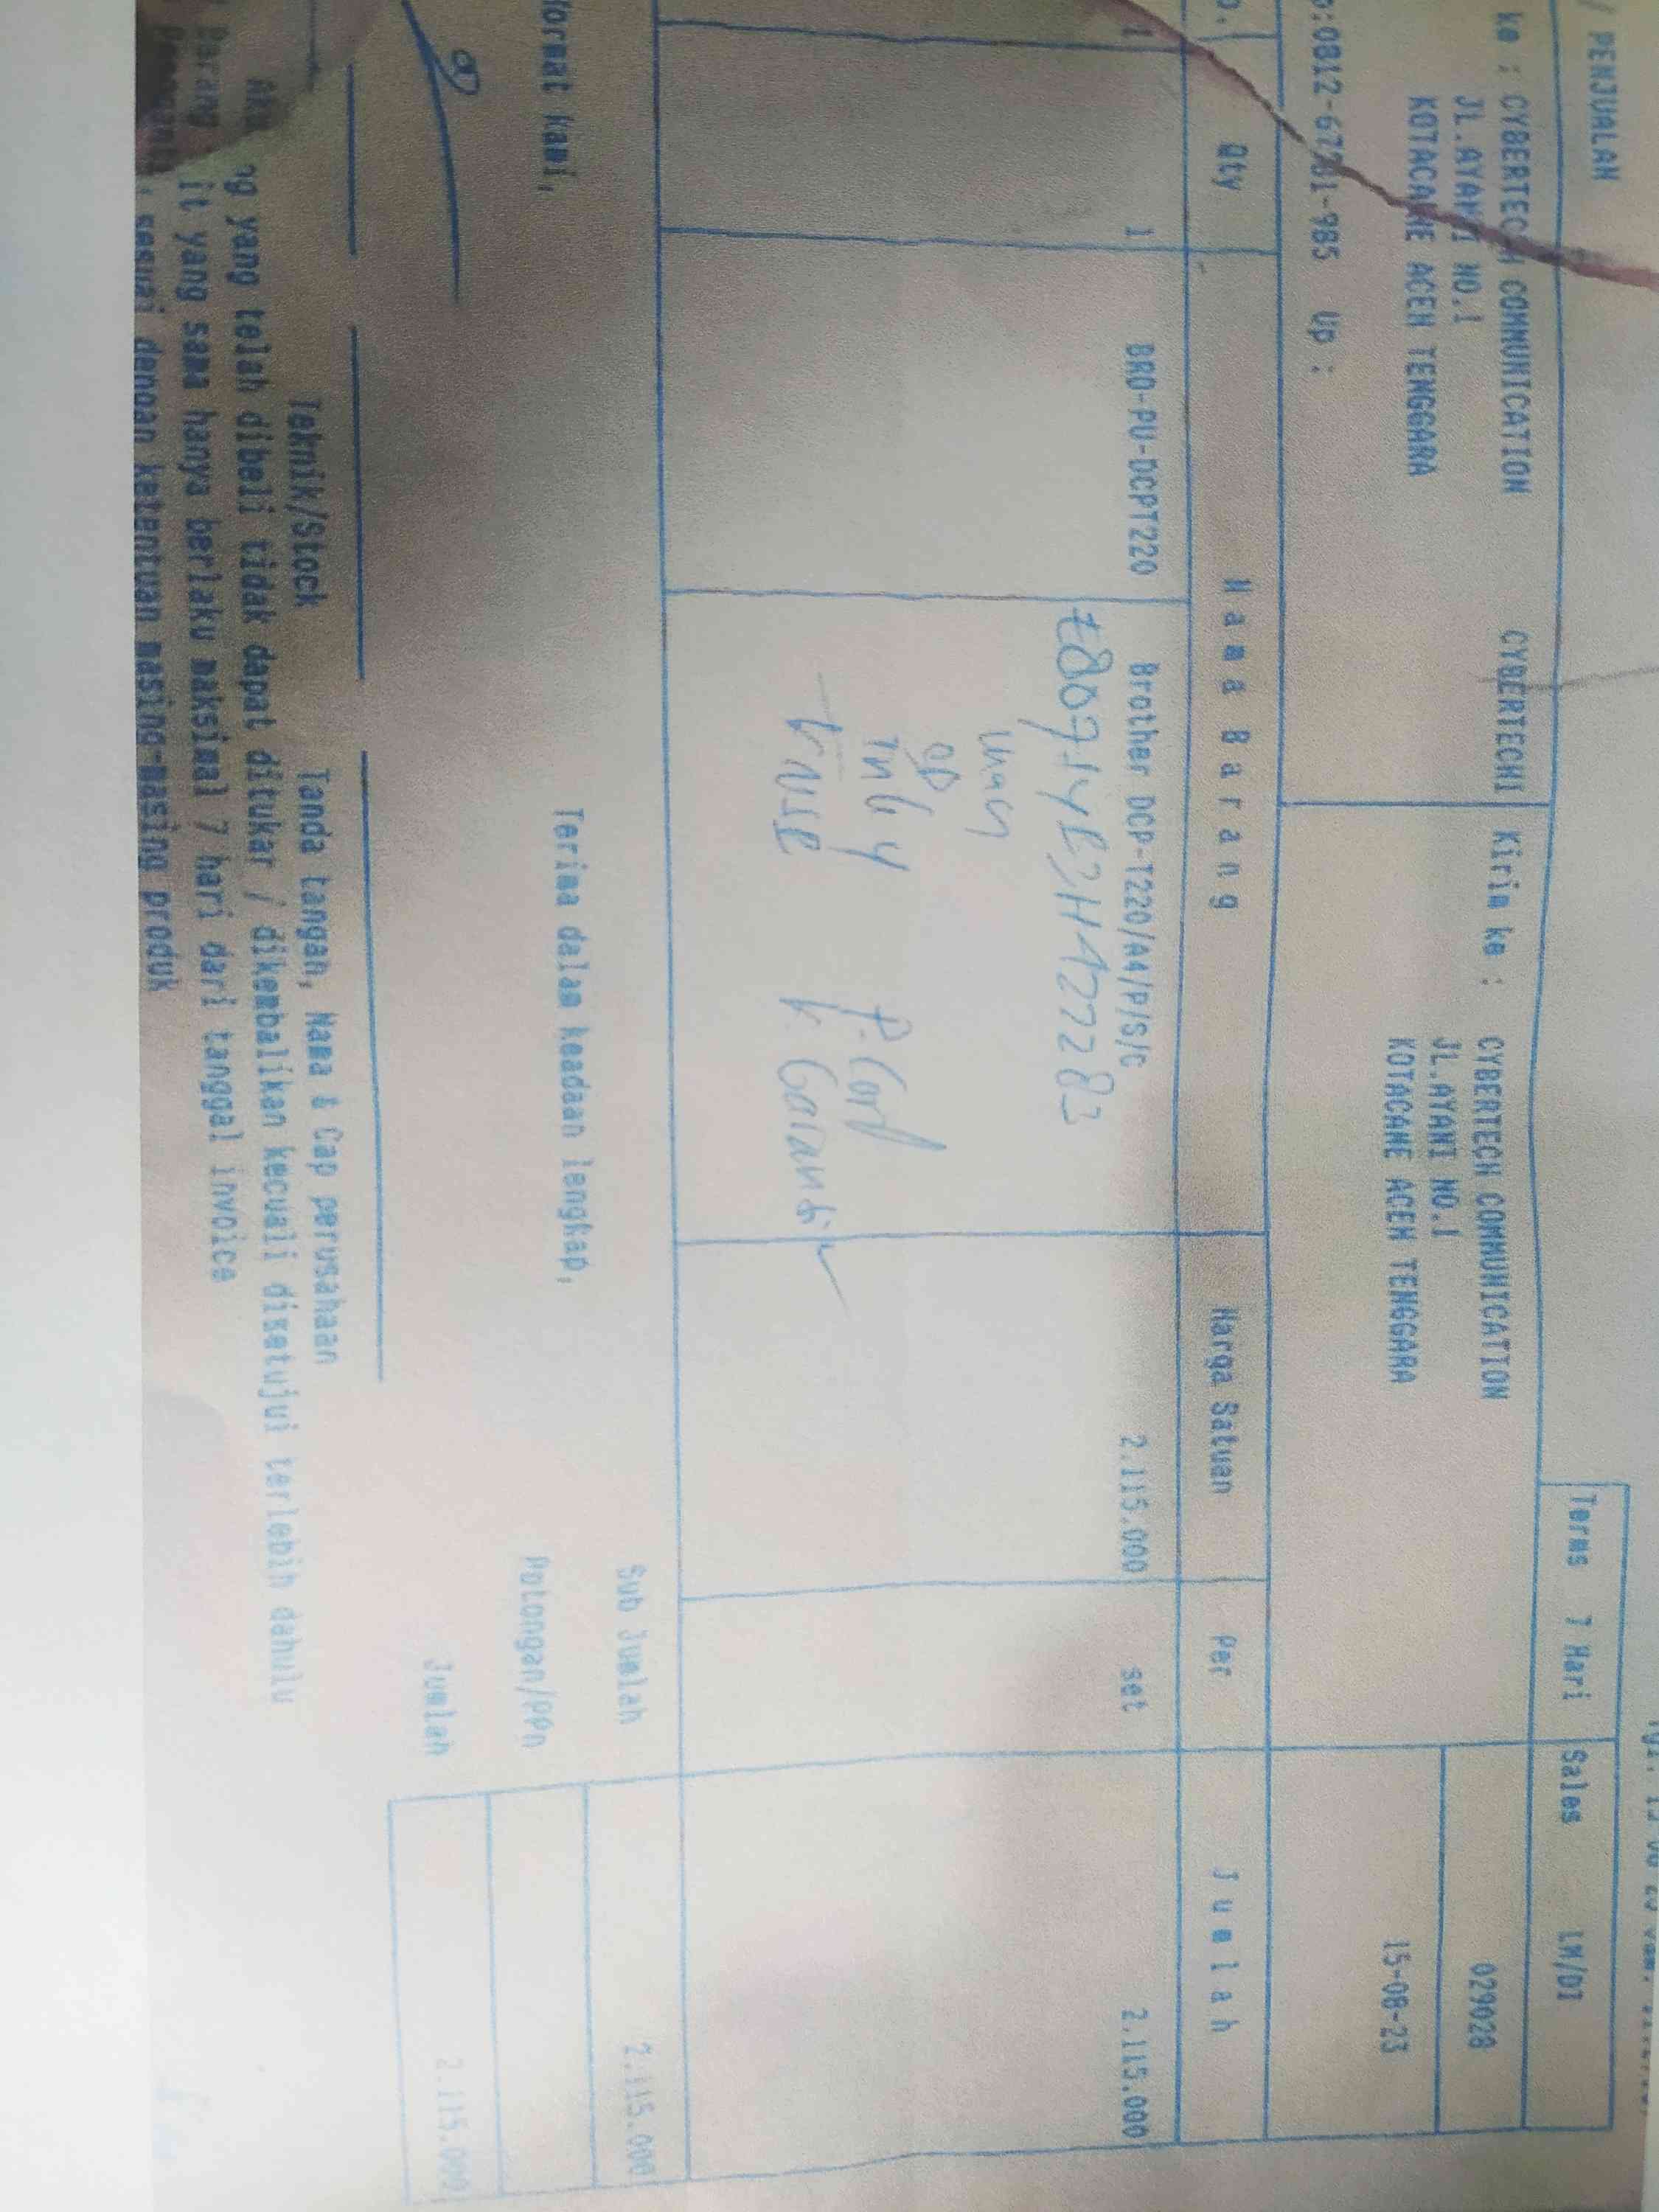 / PENJUALAN
Terms 7 Hari Sales LM/DI
ke : CYBERTECH COMMUNICATION CYBERTECH1 Kirim ke : CYBERTECH COMMUNICATION 029028
JL.AYANI NO.1 JL.AYANI NO.1
KOTACANE ACEH TENGGARA KOTACANE ACEH TENGGARA 15-08-23
Up :
Qty Nama Barang Harga Satuan Per Jumlah
1 1 BRO-PU-DCPT220 Brother DCP-T220/A4/P/S/C 2.115.000 set 2.115.000
P. Cord
K. Garansi
Hormat kami, Terima dalam keadaan lengkap, Sub Jumlah 2.115.000
Potongan/PPn
Jumlah 2.115.000
Teknik/Stock Tanda tangan, Nama & Cap perusahaan
yang telah dibeli tidak dapat ditukar / dikembalikan kecuali disetujui terlebih dahulu
yang sama hanya berlaku maksimal 7 hari dari tanggal invoice
sesuai dengan ketentuan masing-masing produk